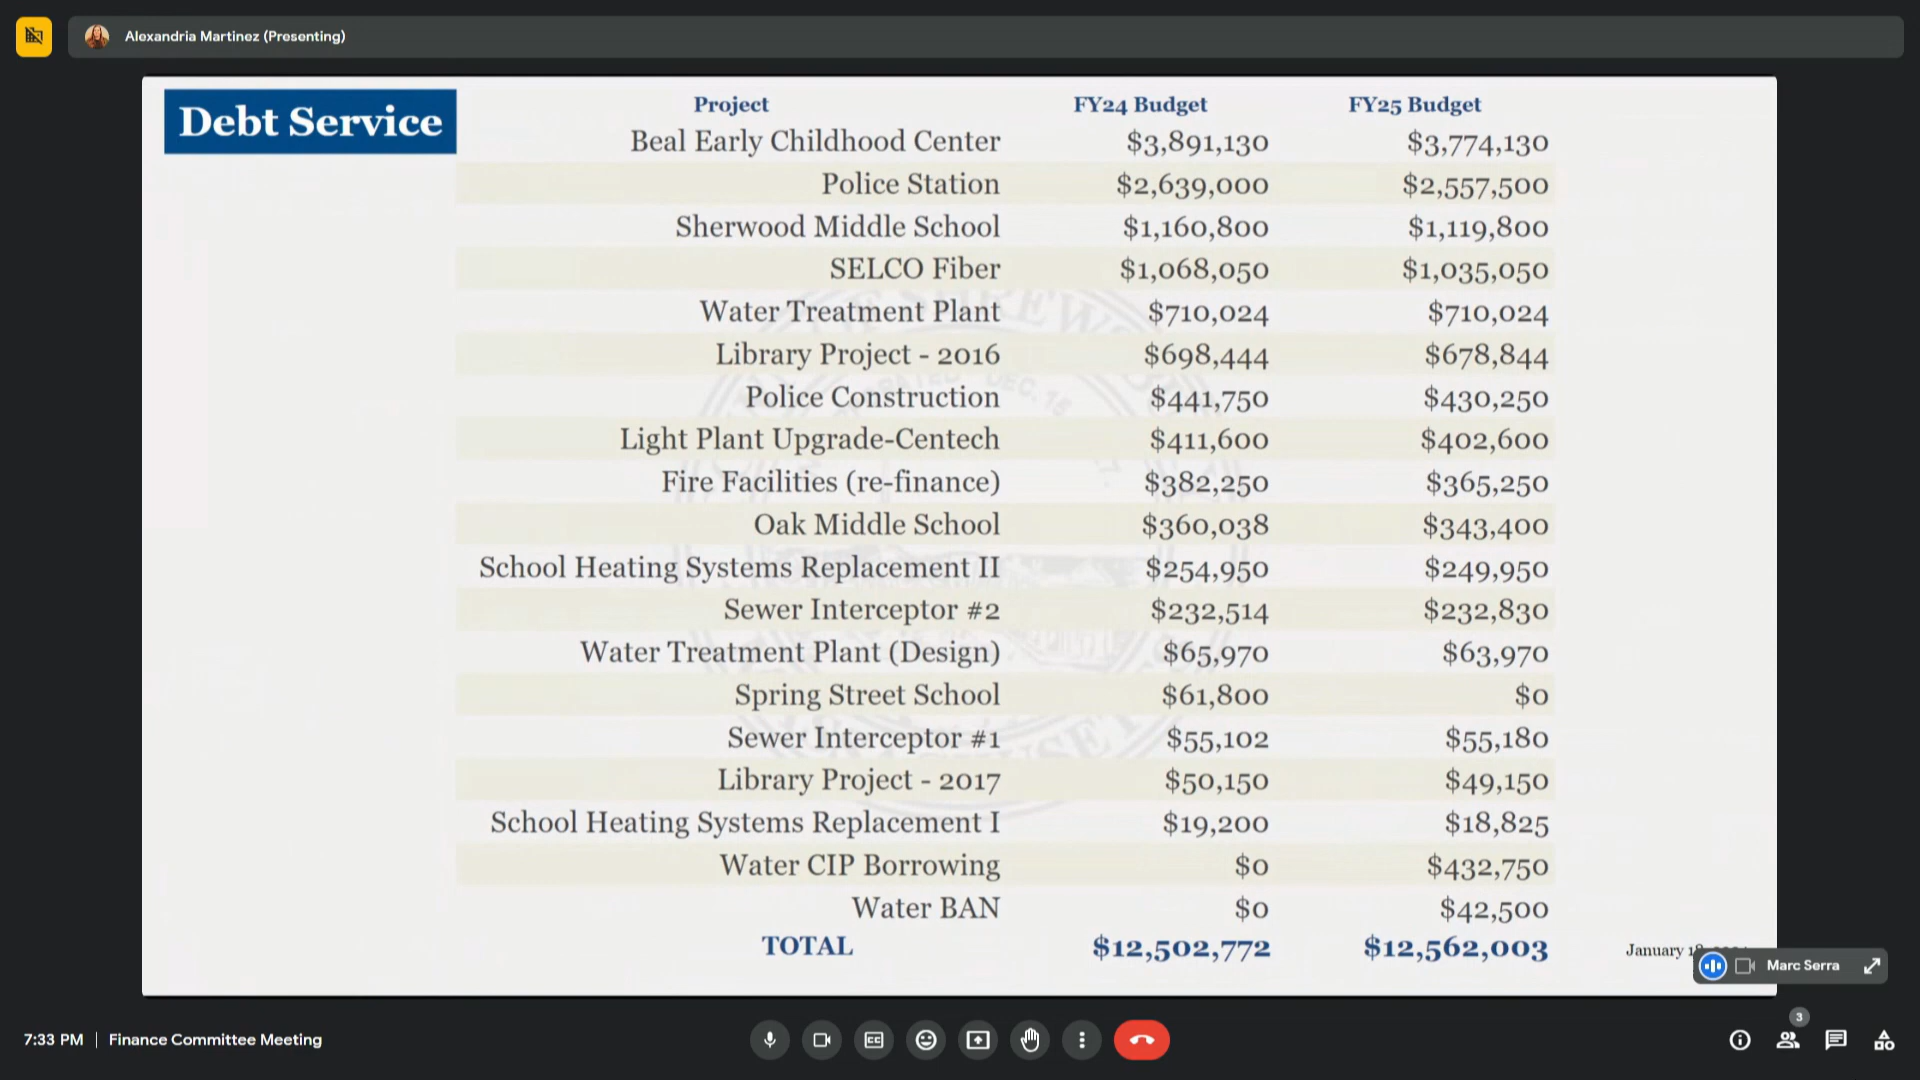 Alexandria Martinez (Presenting)
Debt Service
Project FY24 Budget FY25 Budget
Beal Early Childhood Center $3,891,130 $3,774,130
Police Station $2,639,000 $2,557,500
Sherwood Middle School $1,160,800 $1,119,800
SELCO Fiber $1,068,050 $1,035,050
Water Treatment Plant $710,024 $710,024
Library Project - 2016 $698,444 $678,844
Police Construction $441,750 $430,250
Light Plant Upgrade-Centech $411,600 $402,600
Fire Facilities (re-finance) $382,250 $365,250
Oak Middle School $360,038 $343,400
School Heating Systems Replacement II $254,950 $249,950
Sewer Interceptor #2 $232,514 $232,830
Water Treatment Plant (Design) $65,970 $63,970
Spring Street School $61,800 $0
Sewer Interceptor #1 $55,102 $55,180
Library Project - 2017 $50,150 $49,150
School Heating Systems Replacement I $19,200 $18,825
Water CIP Borrowing $0 $432,750
Water BAN $0 $42,500
TOTAL $12,502,772 $12,562,003
January
Marc Serra
3
7:33 PM | Finance Committee Meeting
CC